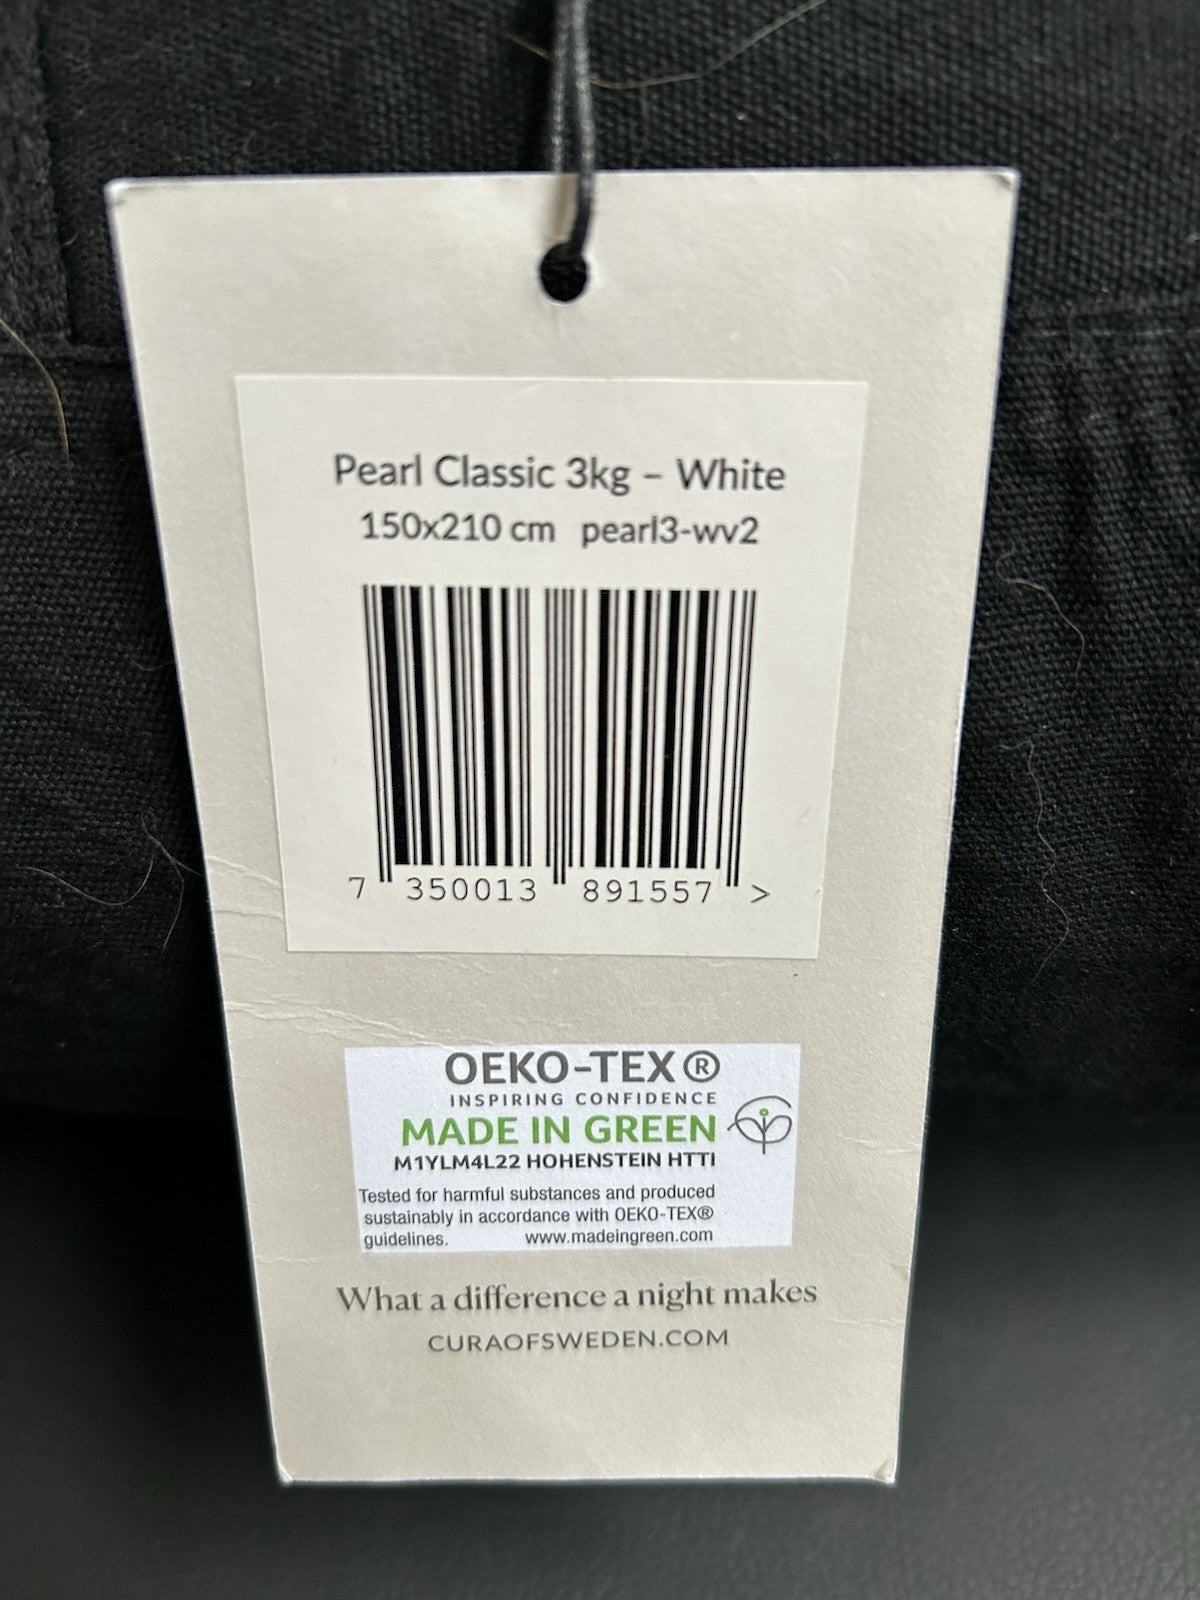 Pearl Classic 3kg – White
150x210 cm pearl3-wv2
7 350013 891557 >
OEKO-TEX®
INSPIRING CONFIDENCE
MADE IN GREEN
M1YLM4L22 HOHENSTEIN HTTI
Tested for harmful substances and produced
sustainably in accordance with OEKO-TEX®
guidelines. www.madeingreen.com
What a difference a night makes
CURAOFSWEDEN.COM